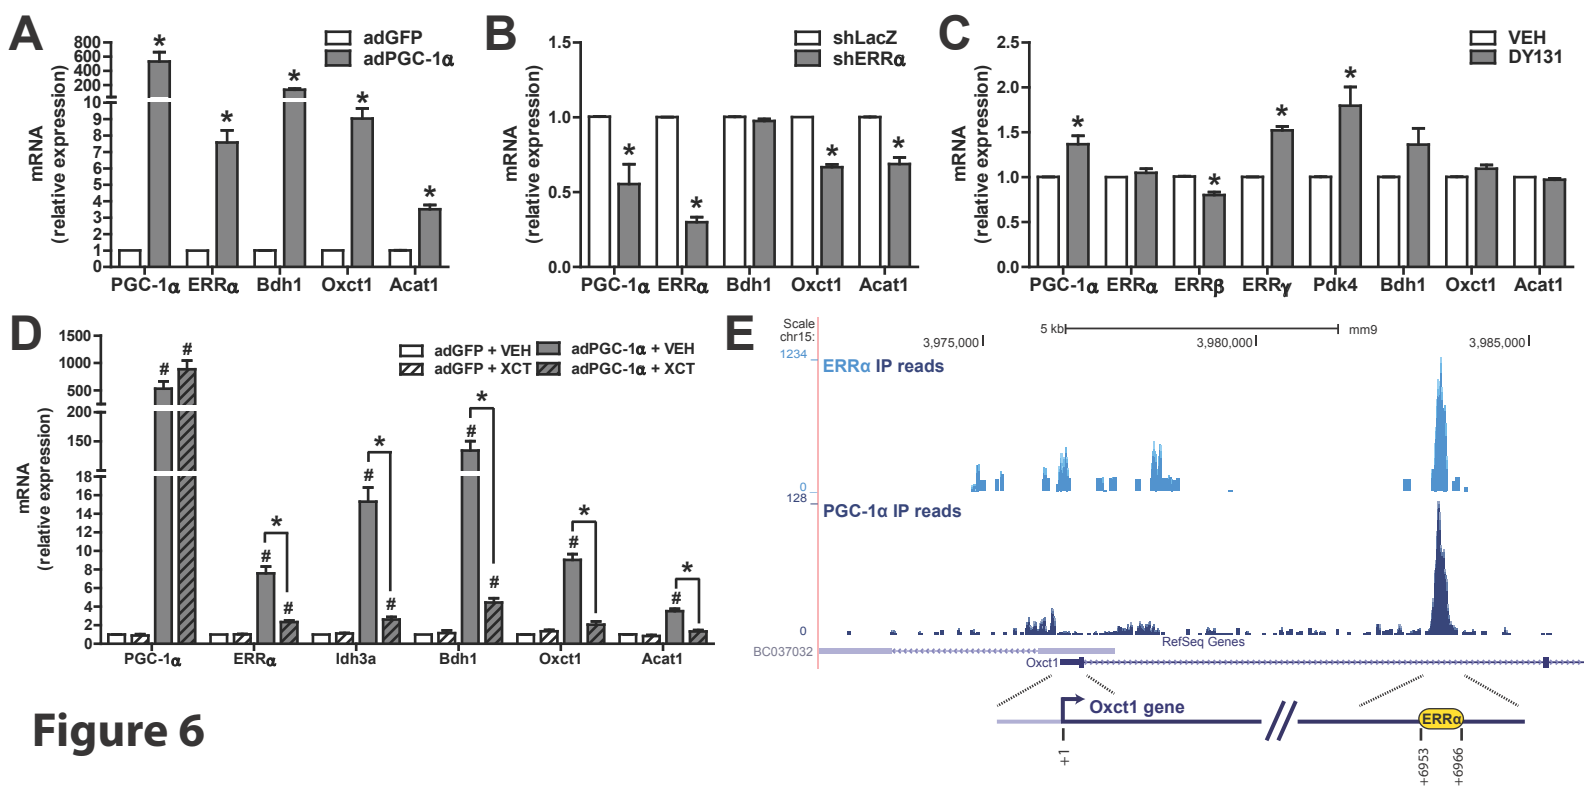 A
800
600
400
200
10
9
8
7
6
5
4
3
2
1
0
mRNA
(relative expression)
adGFP
adPGC-1α
* * * * *
PGC-1α ERRα Bdh1 Oxct1 Acat1
B
1.5
1.0
0.5
0.0
mRNA
(relative expression)
shLacZ
shERRα
* * * *
PGC-1α ERRα Bdh1 Oxct1 Acat1
C
2.5
2.0
1.5
1.0
0.5
0.0
mRNA
(relative expression)
VEH
DY131
* * * *
PGC-1α ERRα ERRβ ERRγ Pdk4 Bdh1 Oxct1 Acat1
D
1500
1000
500
200
150
18
16
14
12
10
8
6
4
2
0
mRNA
(relative expression)
adGFP + VEH adPGC-1α + VEH
adGFP + XCT adPGC-1α + XCT
# # # # # # # # # #
#
* * * * *
PGC-1α ERRα Idh3a Bdh1 Oxct1 Acat1
E
Scale
chr15:
5 kb mm9
3,975,000 3,980,000 3,985,000
1234
ERRα IP reads
0
128
PGC-1α IP reads
0
RefSeq Genes
BC037032
Oxct1
Oxct1 gene
ERRα
+1
+6953
+6966
Figure 6